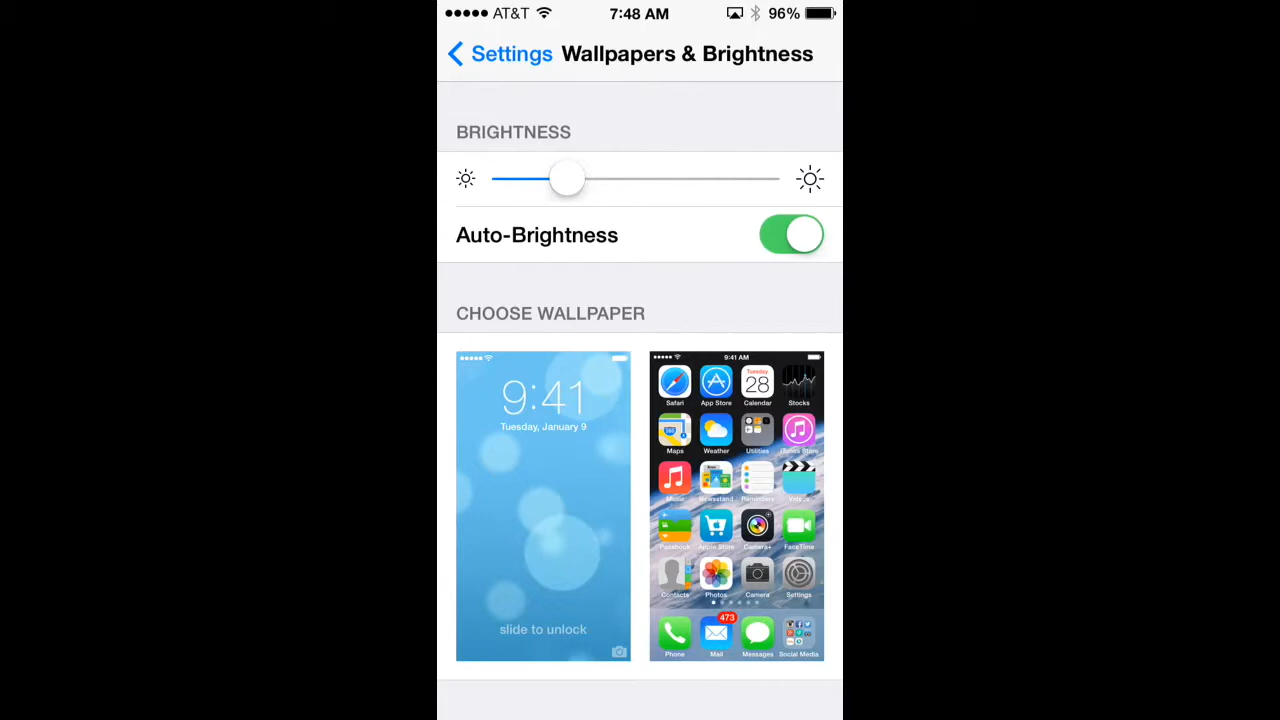 AT&T 7:48 AM 96%
Settings Wallpapers & Brightness
BRIGHTNESS
Auto-Brightness
CHOOSE WALLPAPER
9:41
Tuesday, January 9
slide to unlock
9:41 AM
Tuesday
28
Safari App Store Calendar Stocks
280
Maps Weather Utilities iTunes Store
Music Newsstand Reminders Videos
Passbook Apple Store Camera+ FaceTime
Contacts Photos Camera Settings
473
Phone Mail Messages Social Media